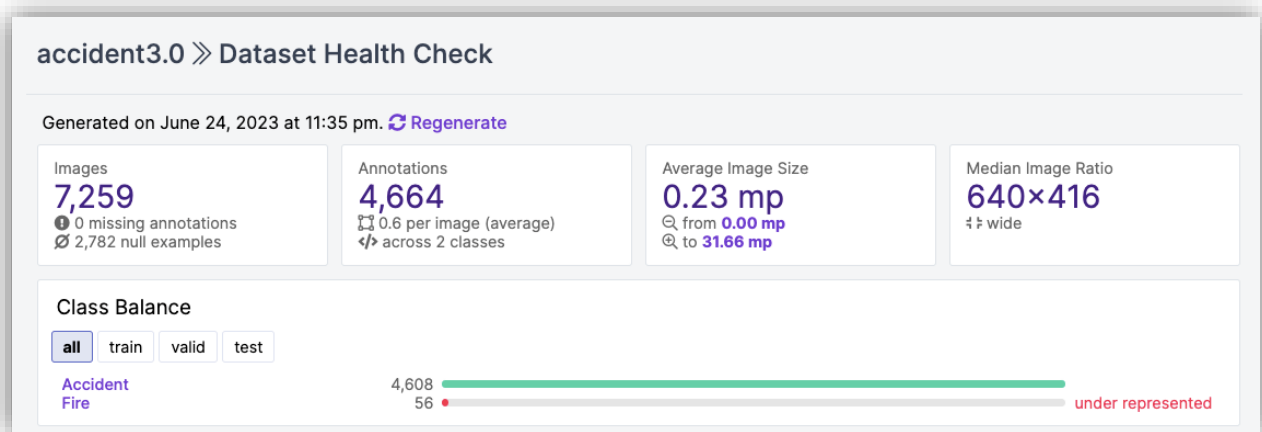 accident3.0 >> Dataset Health Check
Generated on June 24, 2023 at 11:35 pm. Regenerate
Images
7,259
0 missing annotations
2,782 null examples
Annotations
4,664
0.6 per image (average)
</> across 2 classes
Average Image Size
0.23 mp
from 0.00 mp
to 31.66 mp
Median Image Ratio
640×416
wide
Class Balance
all train valid test
Accident 4,608
Fire 56 under represented